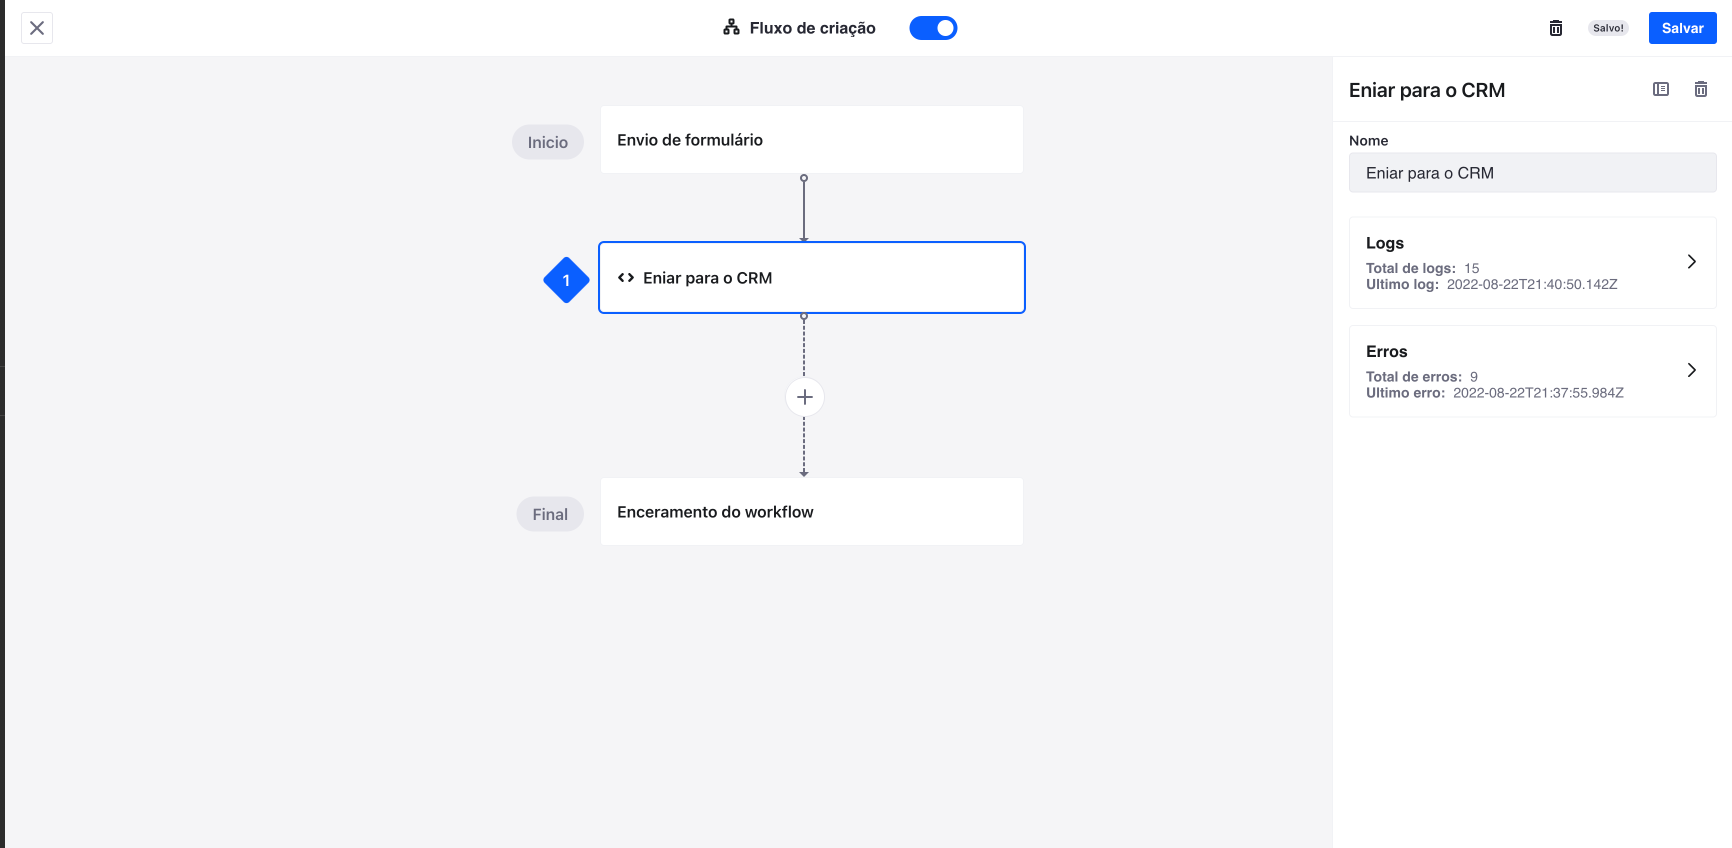 Fluxo de criação
Salvo!
Salvar
Inicio
Envio de formulário
1
Eniar para o CRM
Final
Enceramento do workflow
Eniar para o CRM
Nome
Eniar para o CRM
Logs
Total de logs: 15
Ultimo log: 2022-08-22T21:40:50.142Z
Erros
Total de erros: 9
Ultimo erro: 2022-08-22T21:37:55.984Z